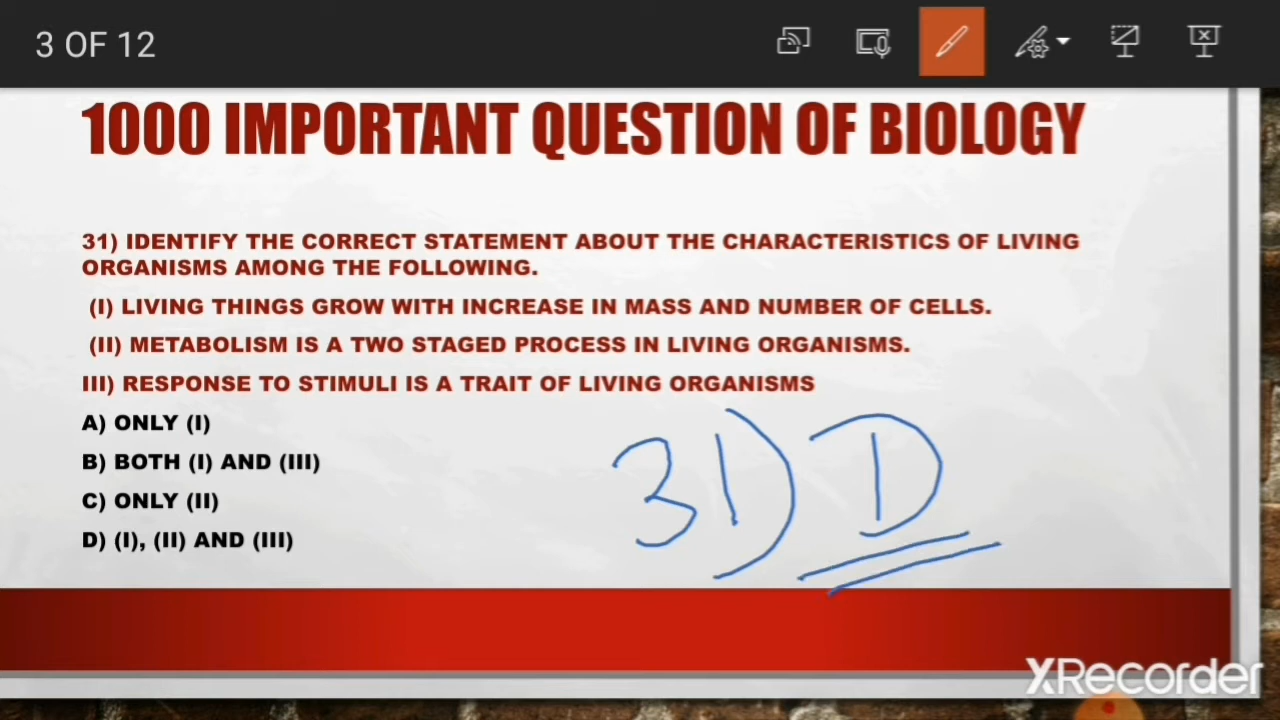 3 OF 12
1000 IMPORTANT QUESTION OF BIOLOGY
31) IDENTIFY THE CORRECT STATEMENT ABOUT THE CHARACTERISTICS OF LIVING
ORGANISMS AMONG THE FOLLOWING.
(I) LIVING THINGS GROW WITH INCREASE IN MASS AND NUMBER OF CELLS.
(II) METABOLISM IS A TWO STAGED PROCESS IN LIVING ORGANISMS.
III) RESPONSE TO STIMULI IS A TRAIT OF LIVING ORGANISMS
A) ONLY (I)
B) BOTH (I) AND (III)
C) ONLY (II)
D) (I), (II) AND (III)
31) D
XRecorder